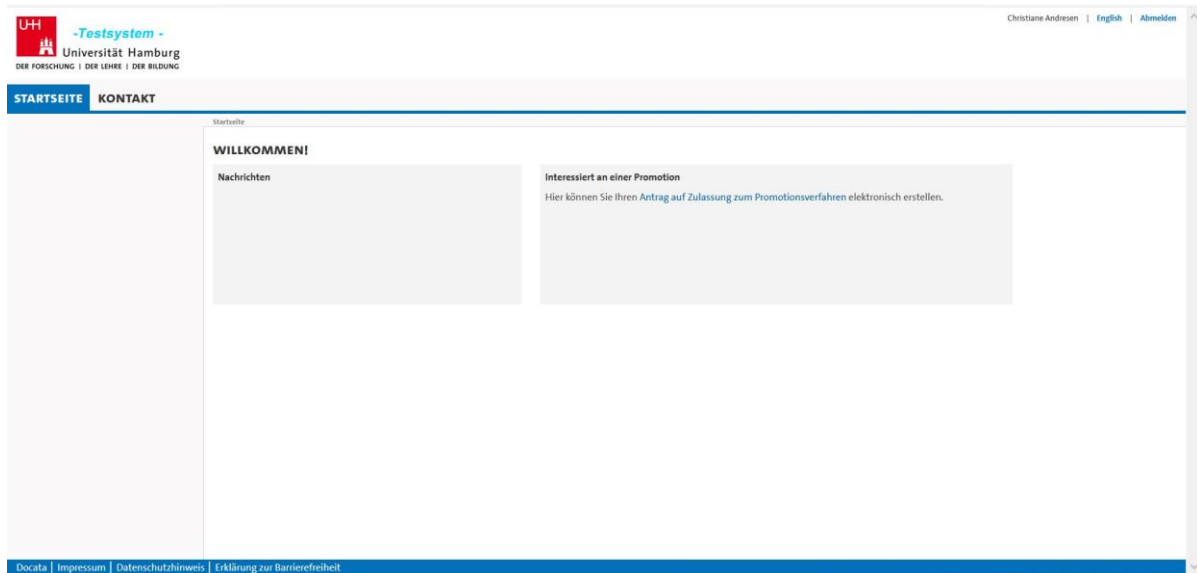 UHH
-Testsystem -
Universität Hamburg
DER FORSCHUNG | DER LEHRE | DER BILDUNG
Christiane Andresen | English | Abmelden
STARTSEITE KONTAKT
Startseite
WILLKOMMEN!
Nachrichten
Interessiert an einer Promotion
Hier können Sie Ihren Antrag auf Zulassung zum Promotionsverfahren elektronisch erstellen.
Docata | Impressum | Datenschutzhinweis | Erklärung zur Barrierefreiheit